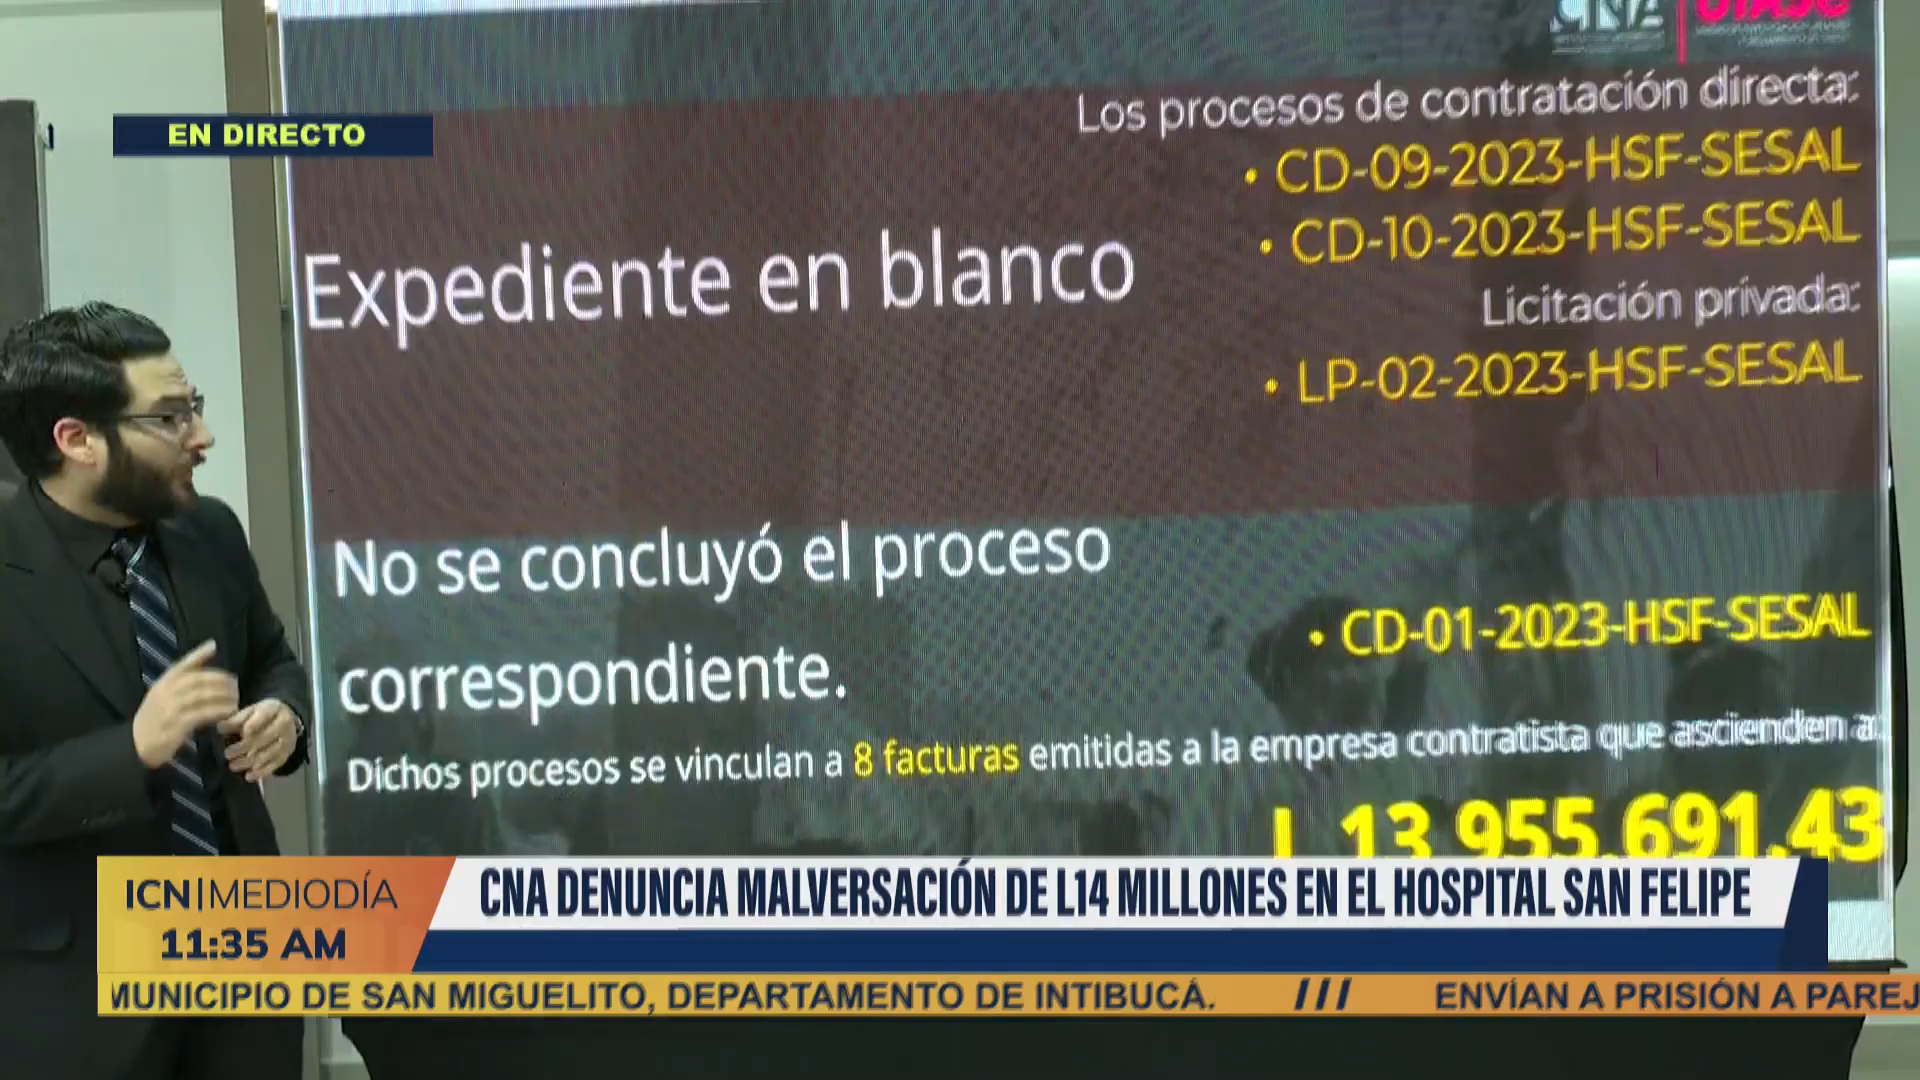 CNA
UTAJC
Los procesos de contratación directa:
• CD-09-2023-HSF-SESAL
• CD-10-2023-HSF-SESAL
Licitación privada:
• LP-02-2023-HSF-SESAL
EN DIRECTO
Expediente en blanco
No se concluyó el proceso
correspondiente.
• CD-01-2023-HSF-SESAL
Dichos procesos se vinculan a 8 facturas emitidas a la empresa contratista que ascienden a:
L 13,955,691.43
ICN|MEDIODÍA
11:35 AM
CNA DENUNCIA MALVERSACIÓN DE L14 MILLONES EN EL HOSPITAL SAN FELIPE
MUNICIPIO DE SAN MIGUELITO, DEPARTAMENTO DE INTIBUCÁ. /// ENVÍAN A PRISIÓN A PAREJ